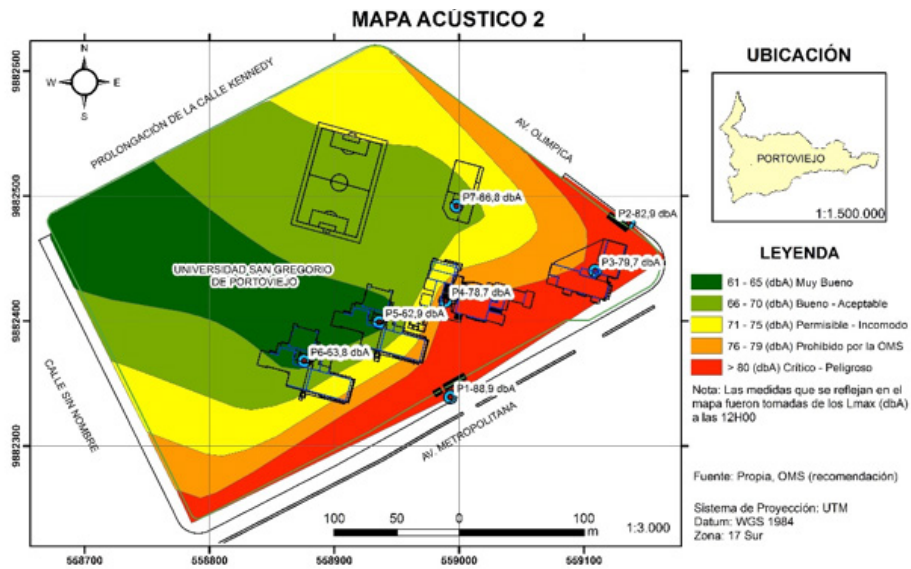 MAPA ACÚSTICO 2
N
W
E
S
PROLONGACIÓN DE LA CALLE KENNEDY
AV. OLIMPICA
P7-66,8 dbA
P2-82,9 dbA
P3-79,7 dbA
UNIVERSIDAD SAN GREGORIO
DE PORTOVIEJO
P4-78,7 dbA
P5-62,9 dbA
P6-63,8 dbA
P1-88,9 dbA
CALLE SIN NOMBRE
AV. METROPOLITANA
100 50 0 100
m
1:3.000
9882600
9882500
9882400
9882300
568700 568800 568900 569000 569100
UBICACIÓN
PORTOVIEJO
1:1.500.000
LEYENDA
61 - 65 (dbA) Muy Bueno
66 - 70 (dbA) Bueno - Aceptable
71 - 75 (dbA) Permisible - Incomodo
76 - 79 (dbA) Prohibido por la OMS
> 80 (dbA) Crítico - Peligroso
Nota: Las medidas que se reflejan en el
mapa fueron tomadas de los Lmax (dbA)
a las 12H00
Fuente: Propia, OMS (recomendación)
Sistema de Proyección: UTM
Datum: WGS 1984
Zona: 17 Sur